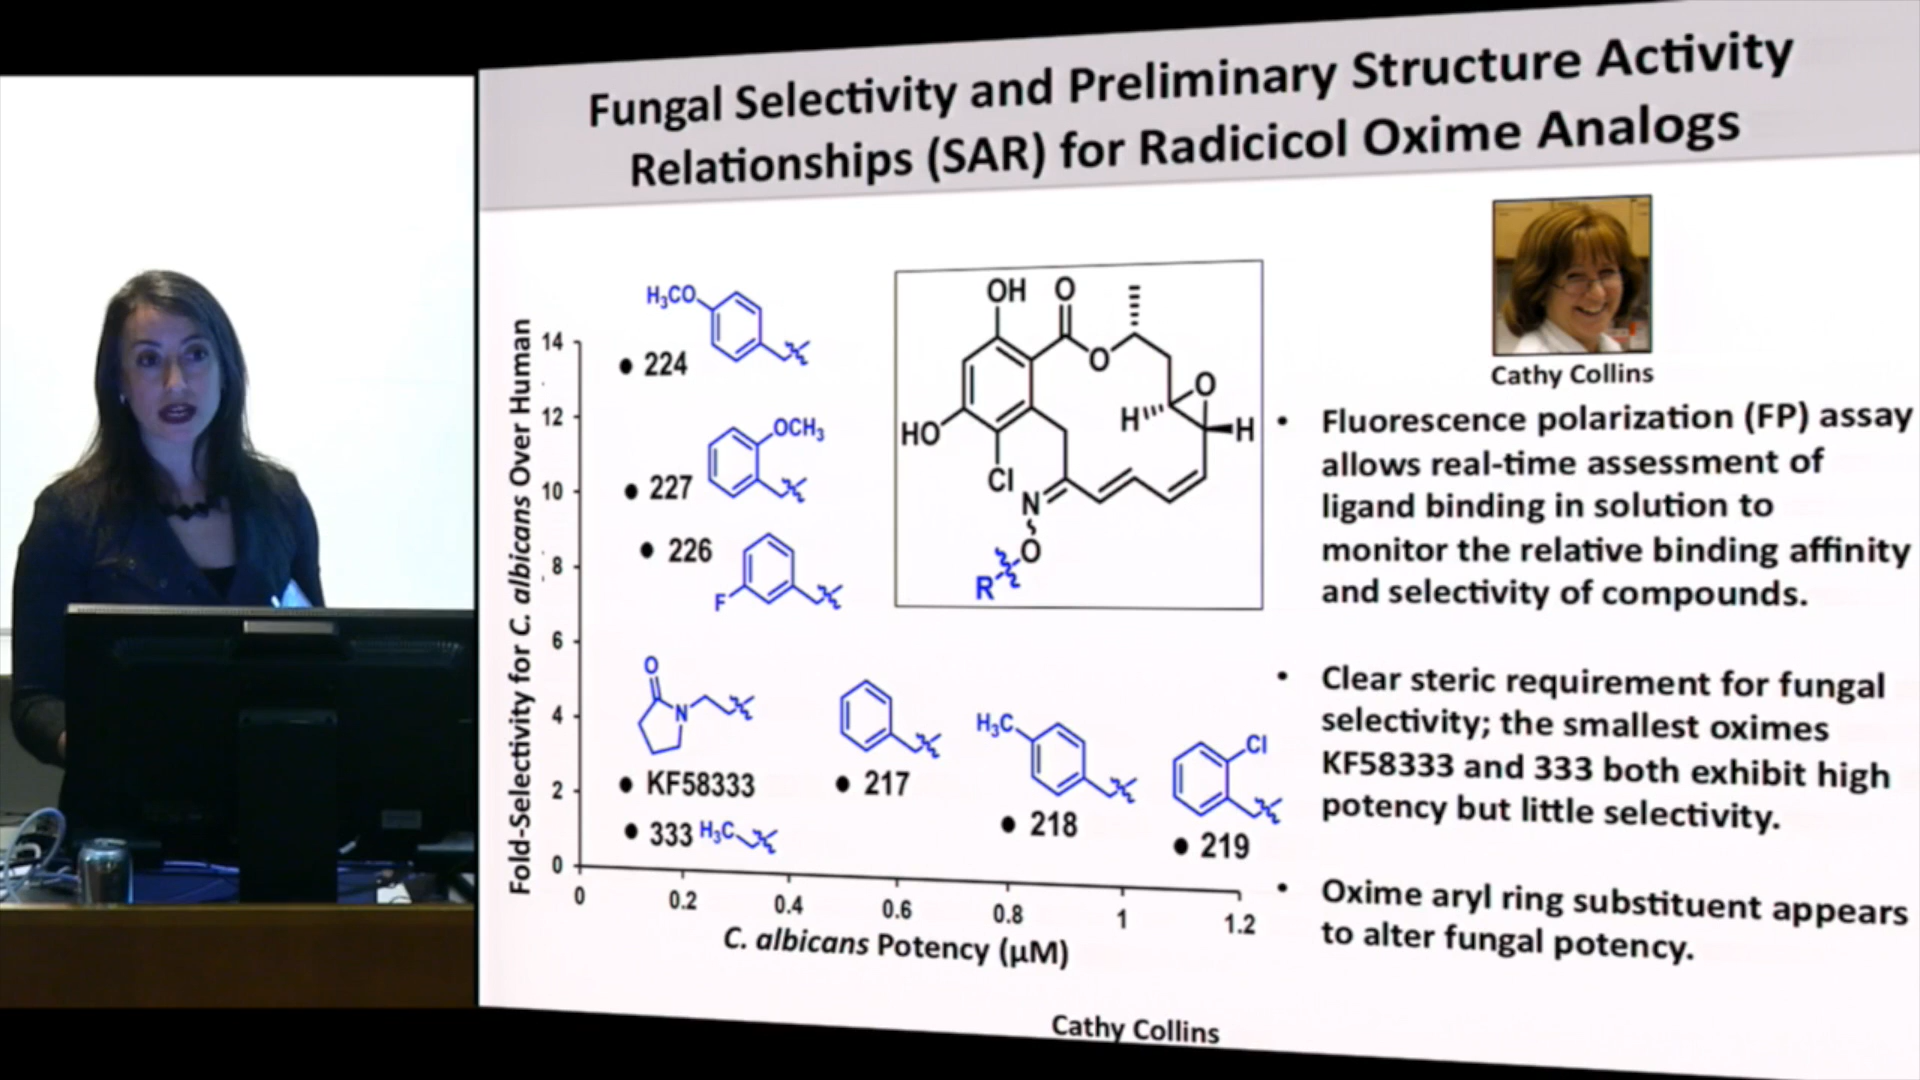 Fungal Selectivity and Preliminary Structure Activity
Relationships (SAR) for Radicicol Oxime Analogs
Fold-Selectivity for C. albicans Over Human
14
12
10
8
6
4
2
0
0
0.2
0.4
0.6
0.8
1
1.2
C. albicans Potency (µM)
H3CO
224
OCH3
227
226
F
O
N
KF58333
333
H3C
217
H3C
218
Cl
219
OH
O
O
O
H
H
HO
Cl
N
O
R
Cathy Collins
• Fluorescence polarization (FP) assay
allows real-time assessment of
ligand binding in solution to
monitor the relative binding affinity
and selectivity of compounds.
• Clear steric requirement for fungal
selectivity; the smallest oximes
KF58333 and 333 both exhibit high
potency but little selectivity.
• Oxime aryl ring substituent appears
to alter fungal potency.
Cathy Collins